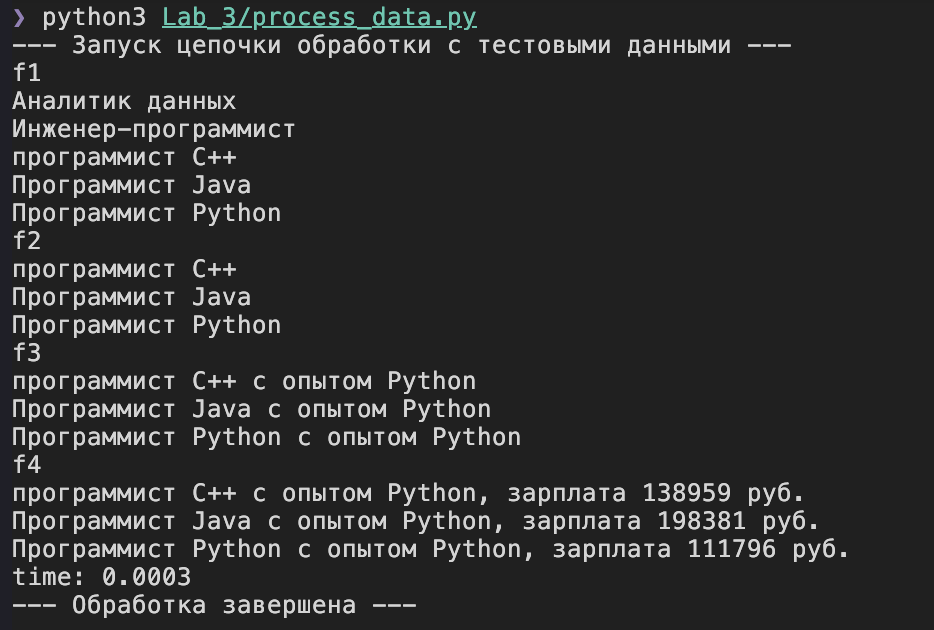 ❯ python3 Lab_3/process_data.py
--- Запуск цепочки обработки с тестовыми данными ---
f1
Аналитик данных
Инженер-программист
программист C++
Программист Java
Программист Python
f2
программист C++
Программист Java
Программист Python
f3
программист C++ с опытом Python
Программист Java с опытом Python
Программист Python с опытом Python
f4
программист C++ с опытом Python, зарплата 138959 руб.
Программист Java с опытом Python, зарплата 198381 руб.
Программист Python с опытом Python, зарплата 111796 руб.
time: 0.0003
--- Обработка завершена ---